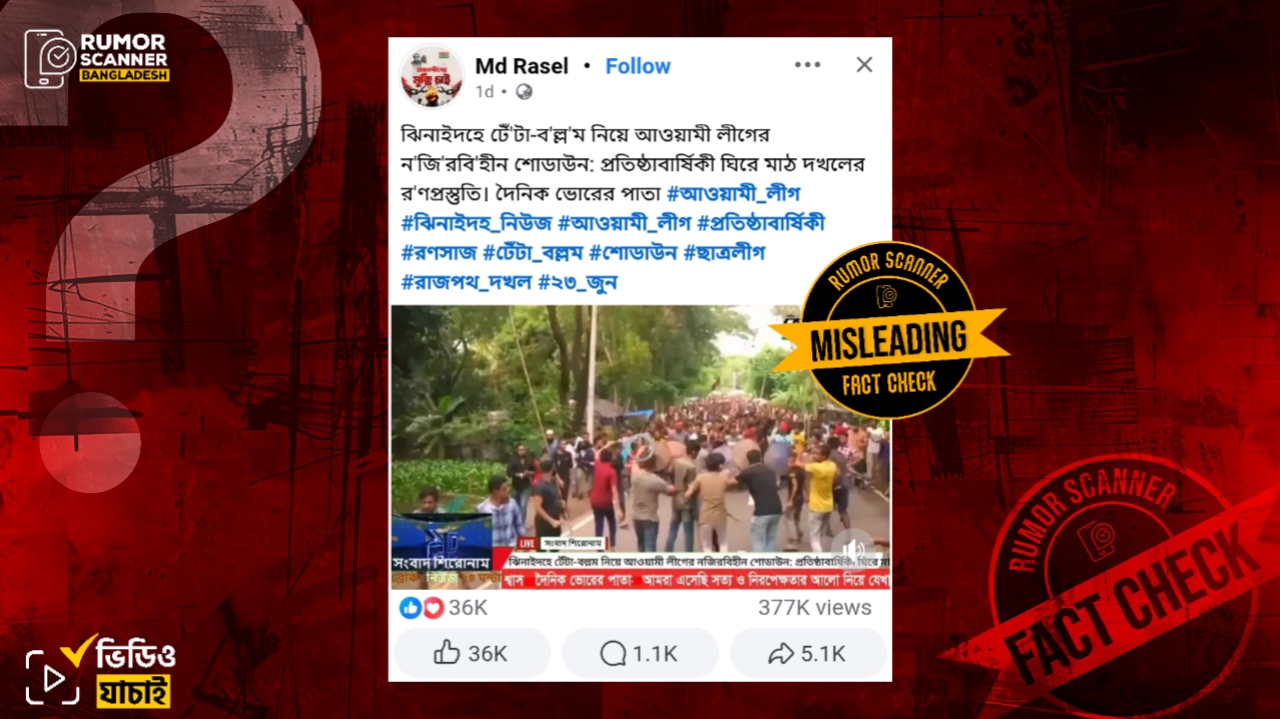 RUMOR
SCANNER
BANGLADESH
Md Rasel • Follow
1d
ঝিনাইদহে টেঁ'টা-ব'ল্ল'ম নিয়ে আওয়ামী লীগের
ন'জি'রবি'হীন শোডাউন: প্রতিষ্ঠাবার্ষিকী ঘিরে মাঠ দখলের
র'ণপ্রস্তুতি। দৈনিক ভোরের পাতা #আওয়ামী_লীগ
#ঝিনাইদহ_নিউজ #আওয়ামী_লীগ #প্রতিষ্ঠাবার্ষিকী
#রণসাজ #টেঁটা_বল্লম #শোডাউন #ছাত্রলীগ
#রাজপথ_দখল #২৩_জুন
RUMOR SCANNER
MISLEADING
FACT CHECK
LIVE সংবাদ শিরোনাম
সংবাদ শিরোনাম
ঝিনাইদহে টেঁটা-বল্লম নিয়ে আওয়ামী লীগের নজিরবিহীন শোডাউন: প্রতিষ্ঠাবার্ষিকী ঘিরে মা
দৈনিক ভোরের পাতা আমরা এসেছি সত্য ও নিরপেক্ষতার আলো নিয়ে যেখা
36K
377K views
36K
1.1K
5.1K
ভিডিও
যাচাই
RUMOR SCANNER
FACT CHECK